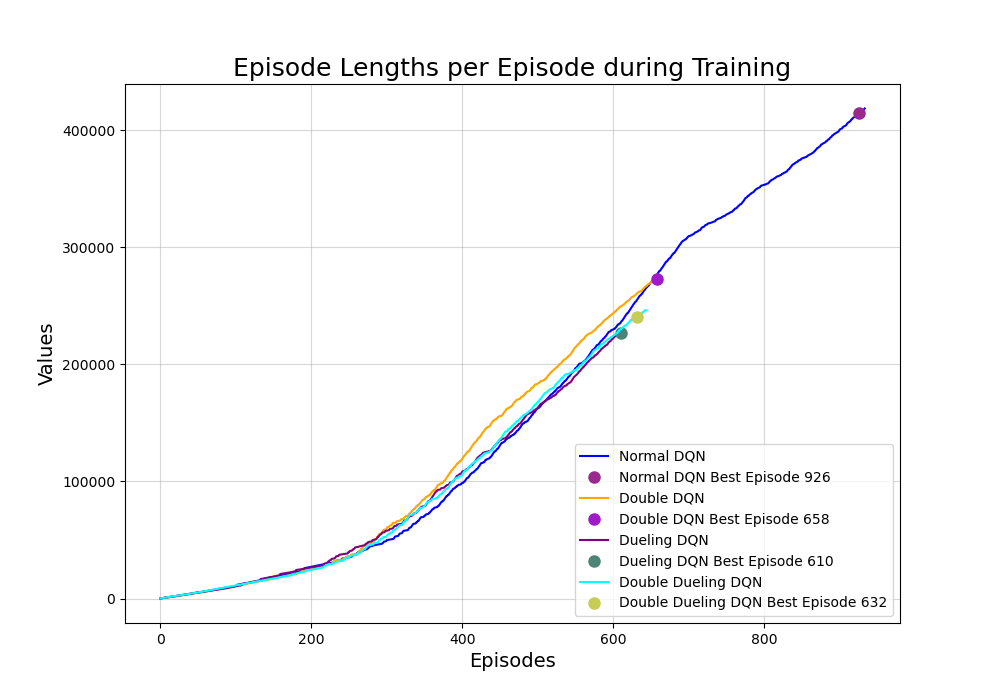 Episode Lengths per Episode during Training
Values
400000
300000
200000
100000
0
0
200
400
600
800
Episodes
Normal DQN
Normal DQN Best Episode 926
Double DQN
Double DQN Best Episode 658
Dueling DQN
Dueling DQN Best Episode 610
Double Dueling DQN
Double Dueling DQN Best Episode 632